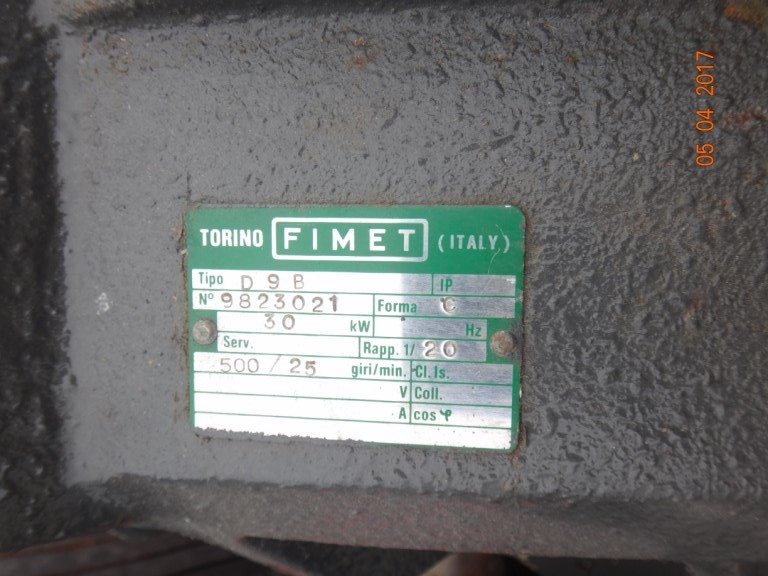 05 04 2017
TORINO FIMET (ITALY)
Tipo D 9 B IP
N° 9823021 Forma C
30 kW Hz
Serv. Rapp. 1/ 20
500 / 25 giri/min. Cl. Is.
V Coll.
A cos φ